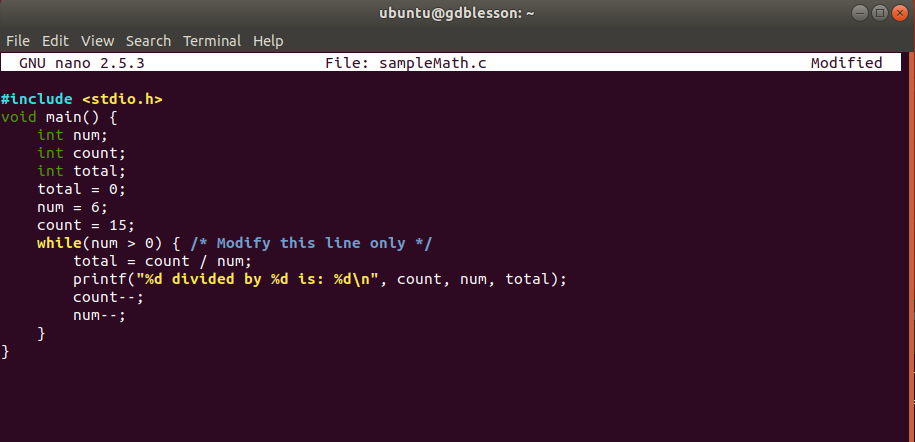 ubuntu@gdblesson: ~
File Edit View Search Terminal Help
GNU nano 2.5.3 File: sampleMath.c Modified
#include <stdio.h>
void main() {
    int num;
    int count;
    int total;
    total = 0;
    num = 6;
    count = 15;
    while(num > 0) { /* Modify this line only */
        total = count / num;
        printf("%d divided by %d is: %d\n", count, num, total);
        count--;
        num--;
    }
}